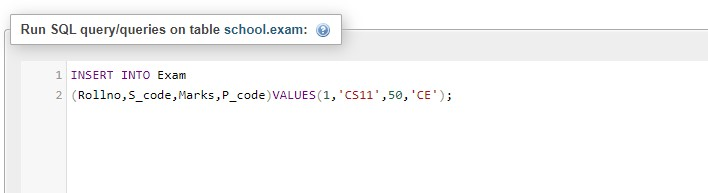 Run SQL query/queries on table school.exam:
1 INSERT INTO Exam
2 (Rollno,S_code,Marks,P_code)VALUES(1,'CS11',50,'CE');